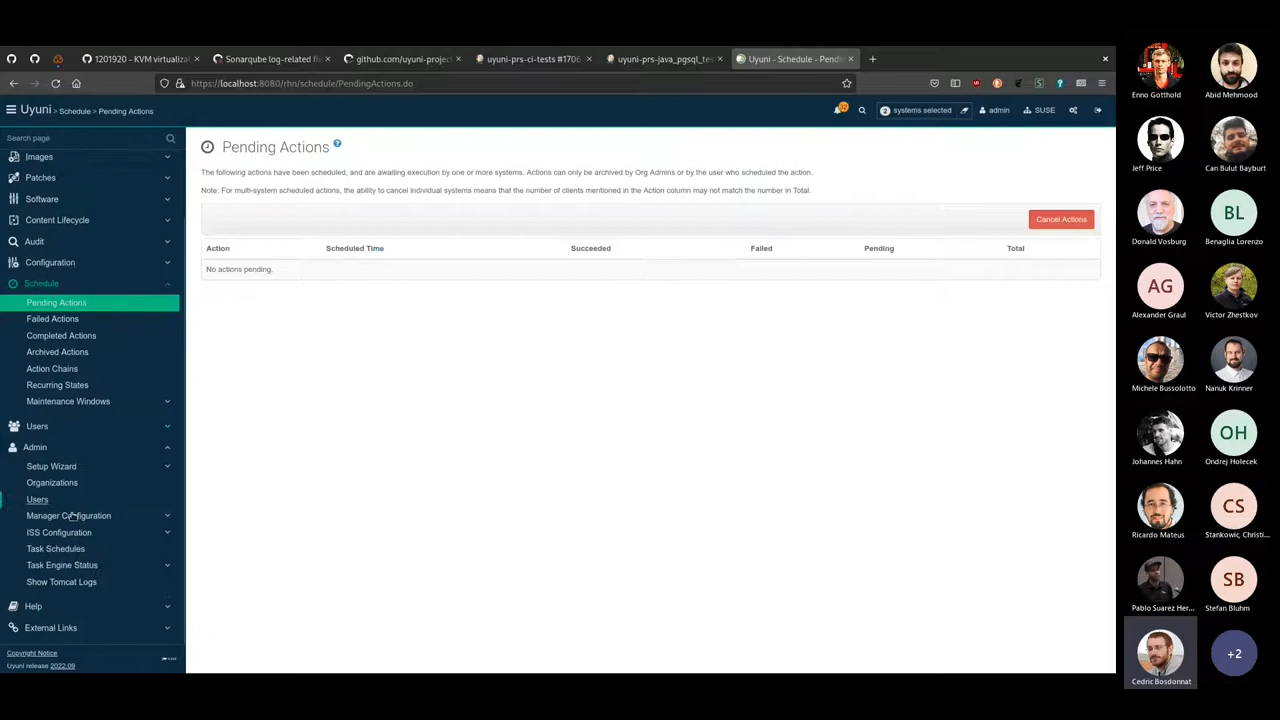 1201920 - KVM virtualiza
Sonarqube log-related fi
github.com/uyuni-projec
uyuni-prs-ci-tests #1706
uyuni-prs-java_pgsql_tes
Uyuni - Schedule - Pendi
https://localhost:8080/rhn/schedule/PendingActions.do
Uyuni > Schedule > Pending Actions
2 systems selected
admin
SUSE
Search page
Images
Patches
Software
Content Lifecycle
Audit
Configuration
Schedule
Pending Actions
Failed Actions
Completed Actions
Archived Actions
Action Chains
Recurring States
Maintenance Windows
Users
Admin
Setup Wizard
Organizations
Users
Manager Configuration
ISS Configuration
Task Schedules
Task Engine Status
Show Tomcat Logs
Help
External Links
Copyright Notice
Uyuni release 2022.09
Pending Actions
The following actions have been scheduled, and are awaiting execution by one or more systems. Actions can only be archived by Org Admins or by the user who scheduled the action.
Note: For multi-system scheduled actions, the ability to cancel individual systems means that the number of clients mentioned in the Action column may not match the number in Total.
Cancel Actions
Action Scheduled Time Succeeded Failed Pending Total
No actions pending.
Enno Gotthold
Abid Mehmood
Jeff Price
Can Bulut Bayburt
Donald Vosburg
BL
Benaglia Lorenzo
AG
Alexander Graul
Victor Zhestkov
Michele Bussolotto
Nanuk Krinner
Johannes Hahn
OH
Ondrej Holecek
Ricardo Mateus
CS
Stankowic, Christi...
Pablo Suarez Her...
SB
Stefan Bluhm
Cedric Bosdonnat
+2